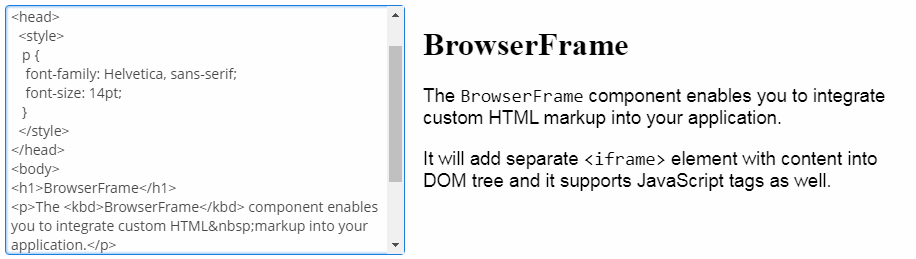 <head>
<style>
p {
font-family: Helvetica, sans-serif;
font-size: 14pt;
}
</style>
</head>
<body>
<h1>BrowserFrame</h1>
<p>The <kbd>BrowserFrame</kbd> component enables
you to integrate custom HTML&nbsp;markup into your
application.</p>
BrowserFrame
The BrowserFrame component enables you to integrate
custom HTML markup into your application.
It will add separate <iframe> element with content into
DOM tree and it supports JavaScript tags as well.